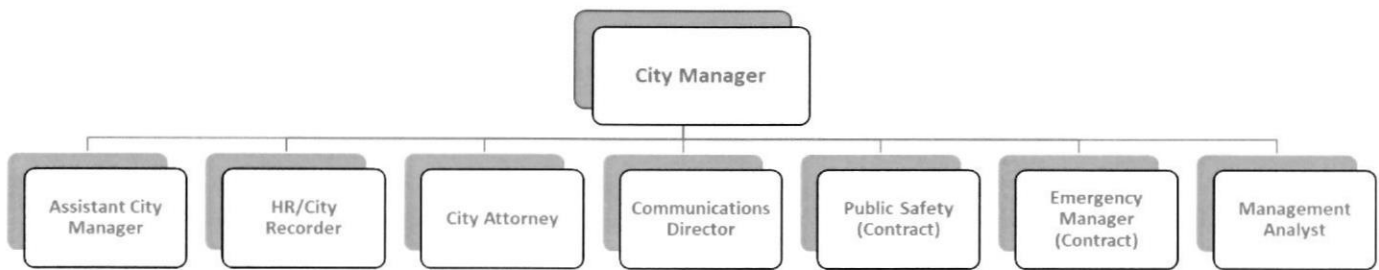 City Manager
Assistant City
Manager
HR/City
Recorder
City Attorney
Communications
Director
Public Safety
(Contract)
Emergency
Manager
(Contract)
Management
Analyst